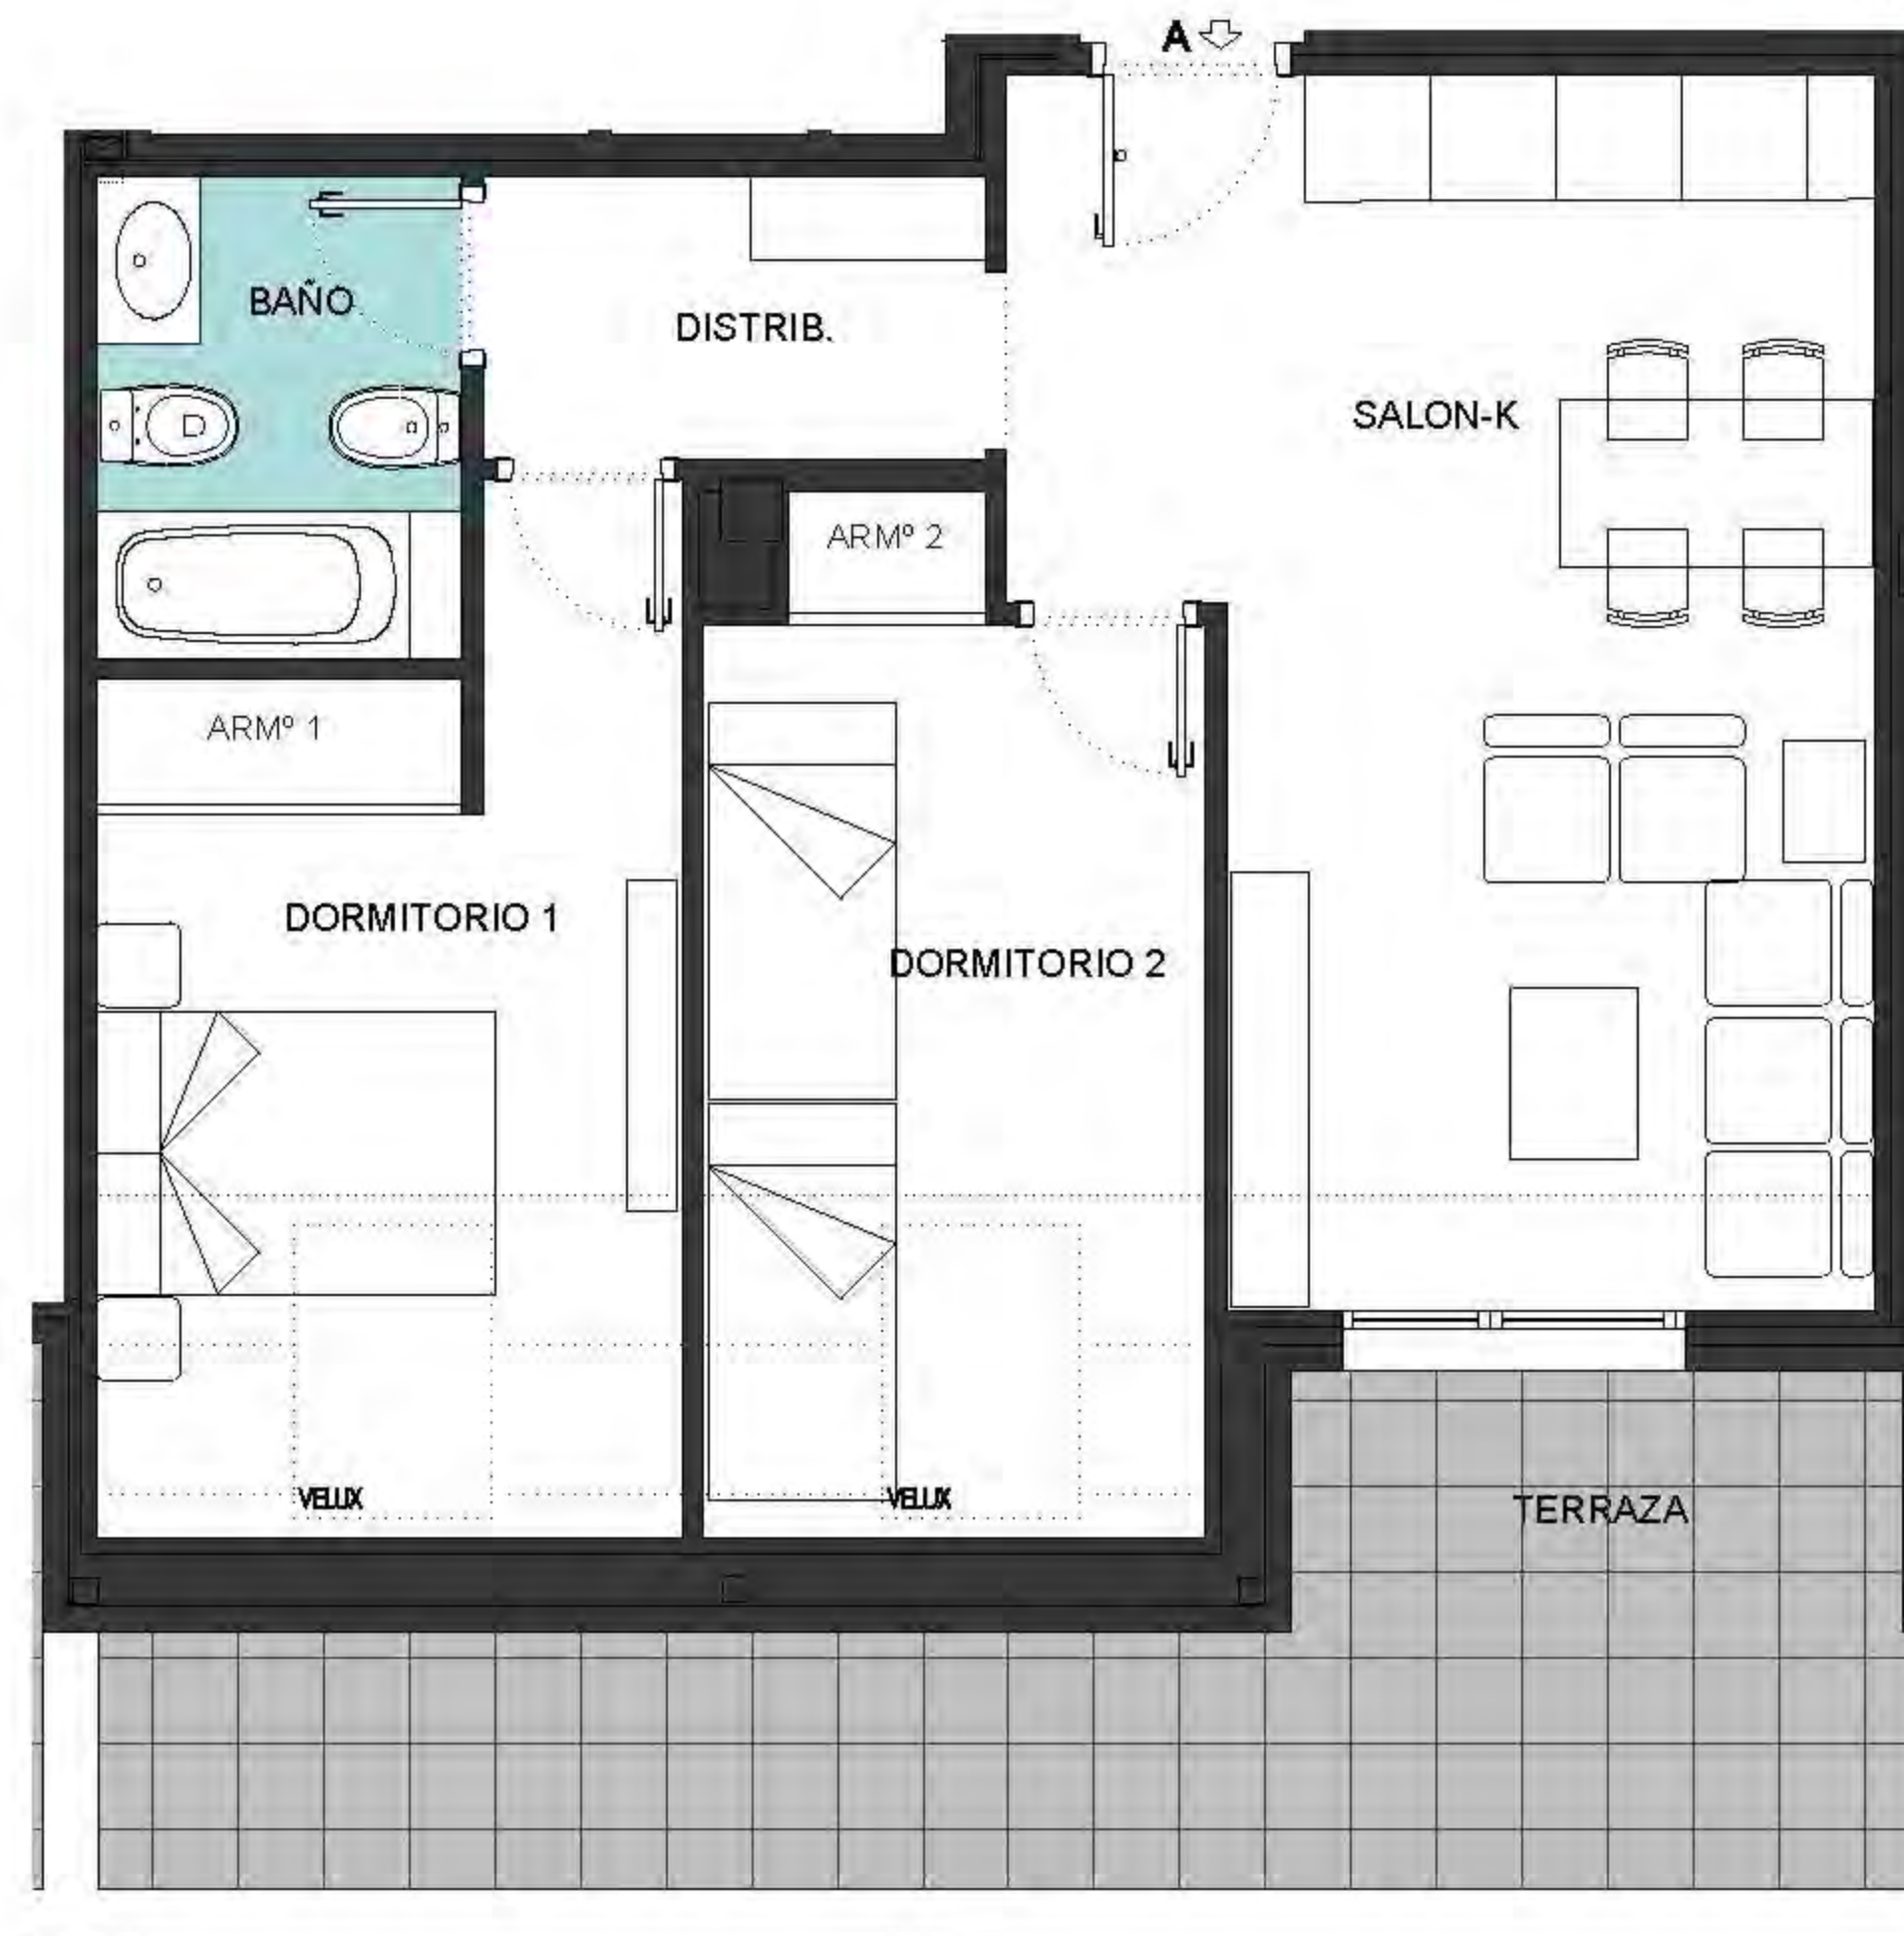 A
BAÑO
DISTRIB.
SALON-K
ARMº 2
ARMº 1
DORMITORIO 1
DORMITORIO 2
VELUX
VELUX
TERRAZA